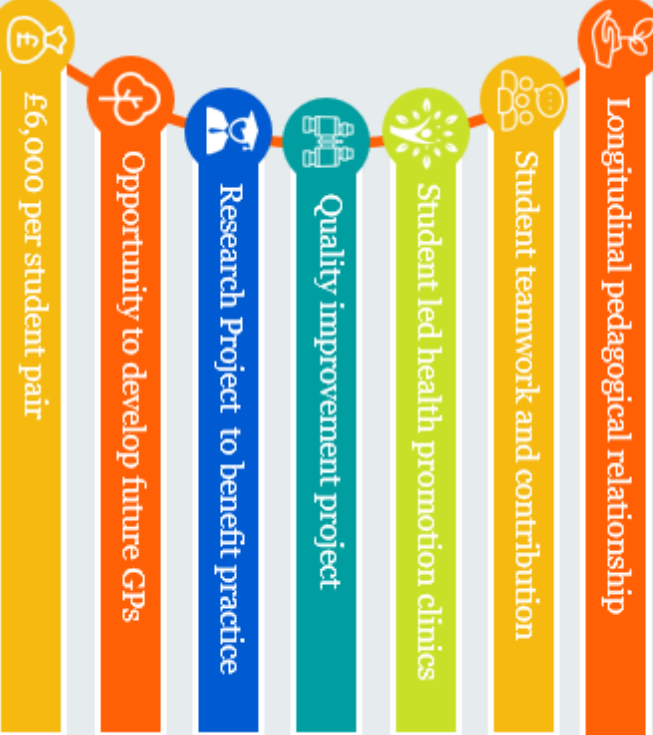 £6,000 per student pair
Opportunity to develop future GPs
Research Project to benefit practice
Quality improvement project
Student led health promotion clinics
Student teamwork and contribution
Longitudinal pedagogical relationship